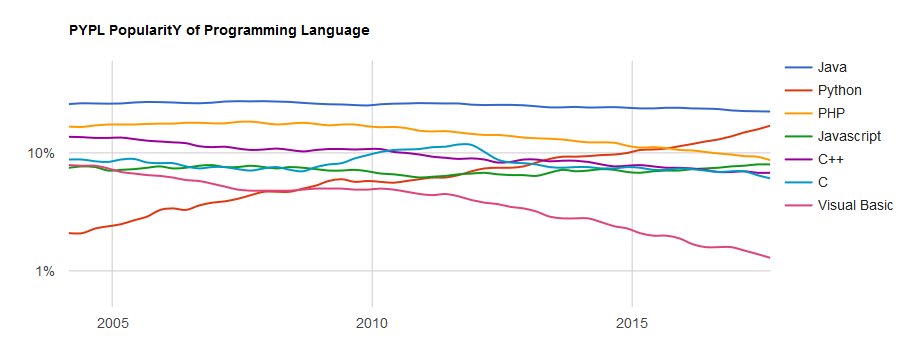 PYPL PopularitY of Programming Language
Java
Python
PHP
Javascript
C++
C
Visual Basic
10%
1%
2005
2010
2015